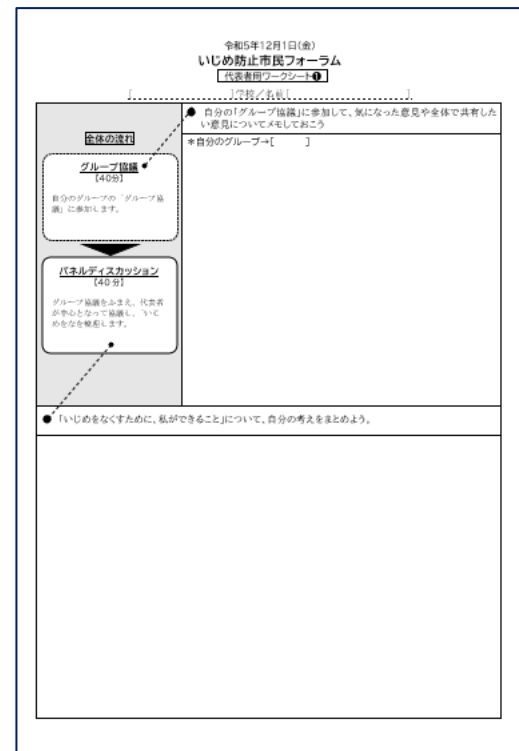 令和5年12月1日(金)
いじめ防止市民フォーラム
代表者用ワークシート❶
[ ]学校/名前[ ]
全体の流れ
グループ協議
【40分】
自分のグループの「グループ協
議」に参加します。
パネルディスカッション
【40分】
グループ協議をふまえ、代表者
が中心となって協議し、「いじ
● 自分の「グループ協議」に参加して、気になった意見や全体で共有した
い意見についてメモしておこう
*自分のグループ→[ ]
● 「いじめをなくすために、私ができること」について、自分の考えをまとめよう。